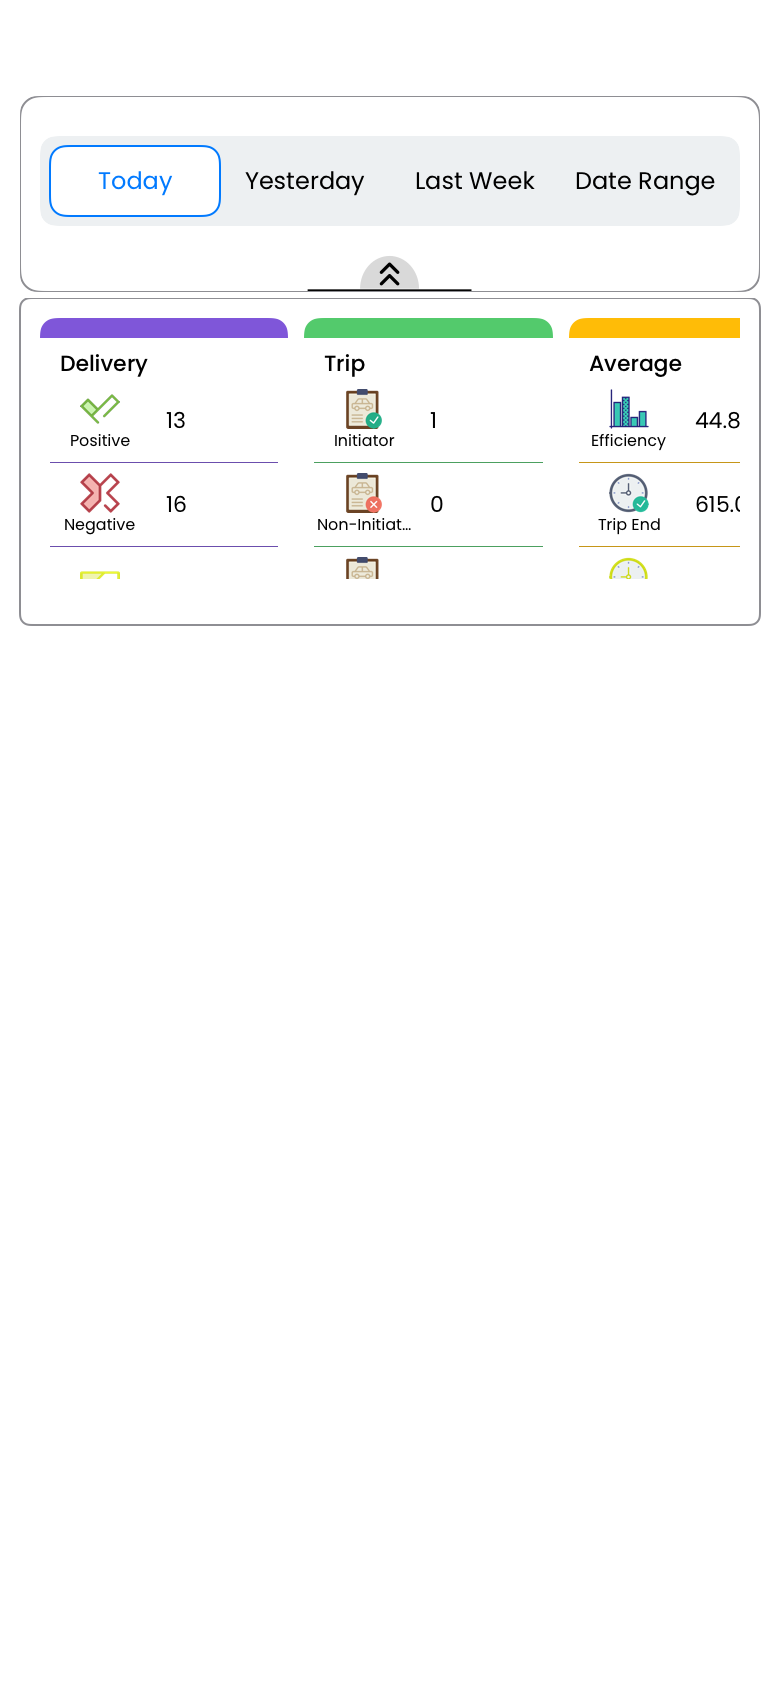 Today Yesterday Last Week Date Range
Delivery Trip Average
13 1 44.8
Positive Initiator Efficiency
16 0 615.
Negative Non-Initiat... Trip End